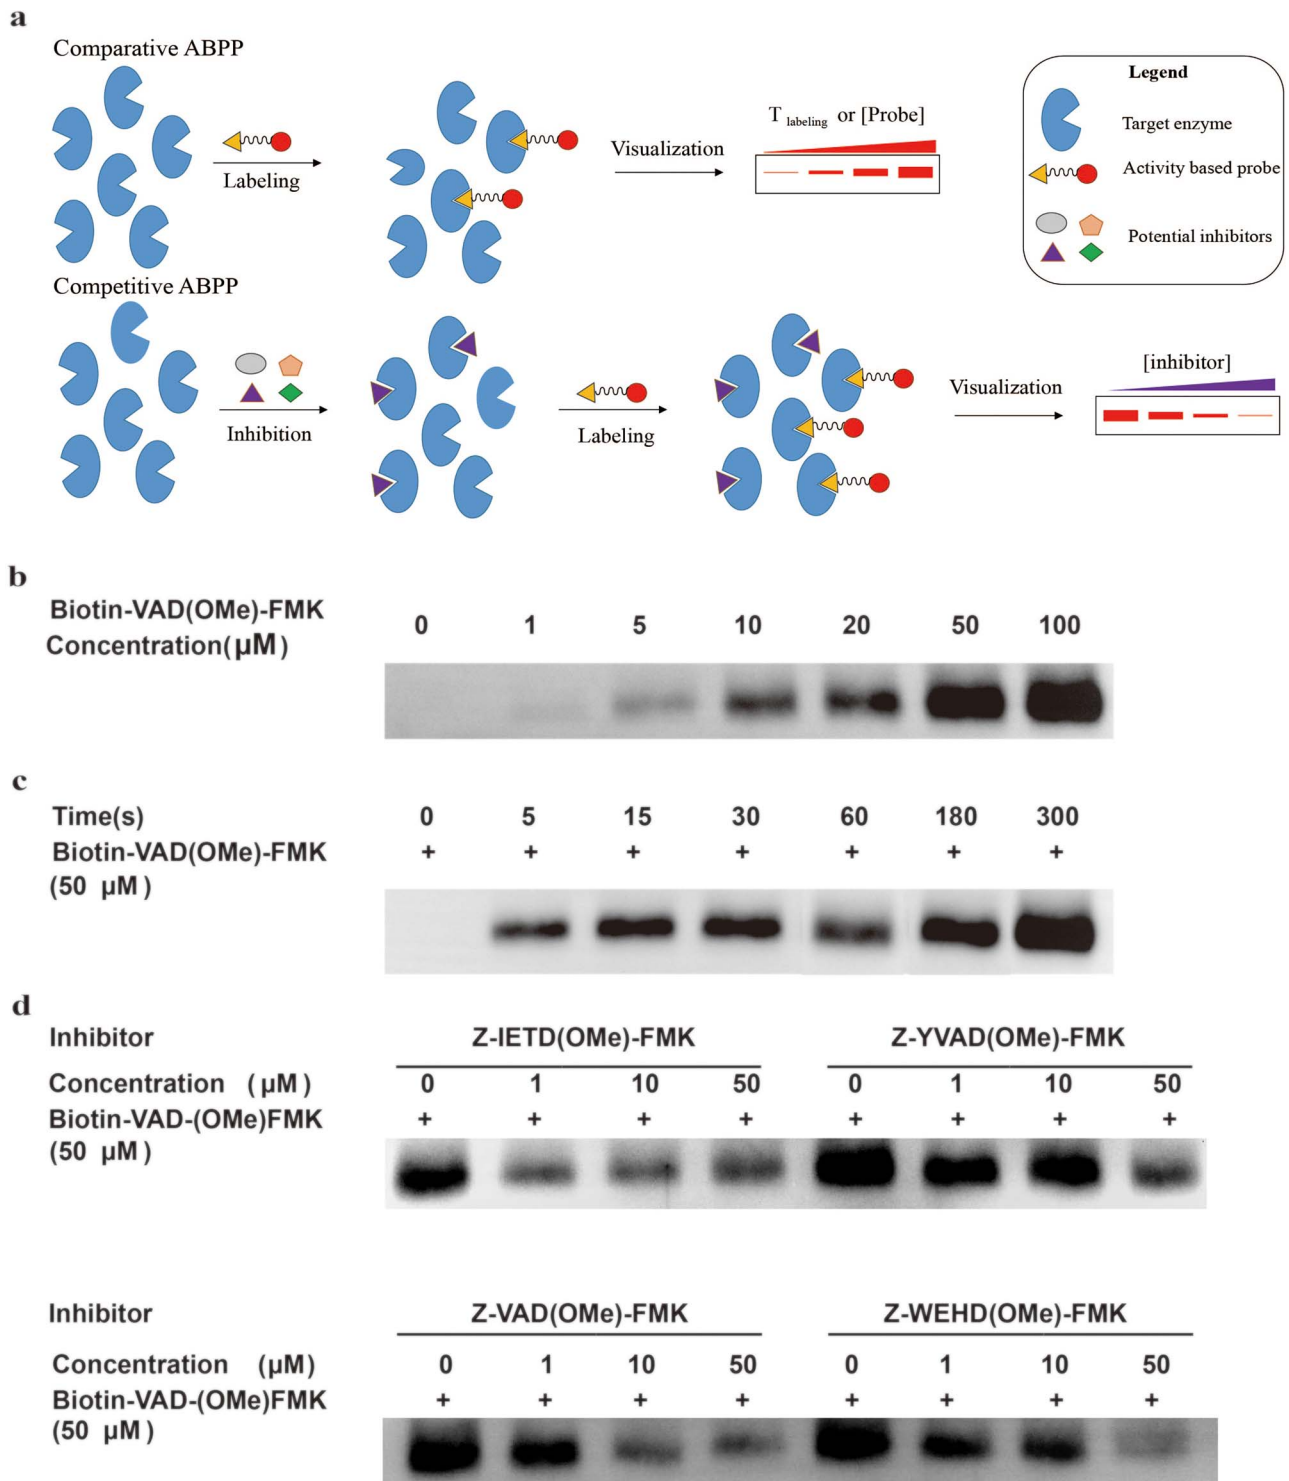 a
Comparative ABPP
Labeling
Visualization
T labeling or [Probe]
Legend
Target enzyme
Activity based probe
Potential inhibitors
Competitive ABPP
Inhibition
Labeling
Visualization
[inhibitor]
b
Biotin-VAD(OMe)-FMK
Concentration(μM) 0 1 5 10 20 50 100
c
Time(s) 0 5 15 30 60 180 300
Biotin-VAD(OMe)-FMK + + + + + + +
(50 μM)
d
Inhibitor Z-IETD(OMe)-FMK Z-YVAD(OMe)-FMK
Concentration (μM) 0 1 10 50 0 1 10 50
Biotin-VAD-(OMe)FMK + + + + + + + +
(50 μM)
Inhibitor Z-VAD(OMe)-FMK Z-WEHD(OMe)-FMK
Concentration (μM) 0 1 10 50 0 1 10 50
Biotin-VAD-(OMe)FMK + + + + + + + +
(50 μM)